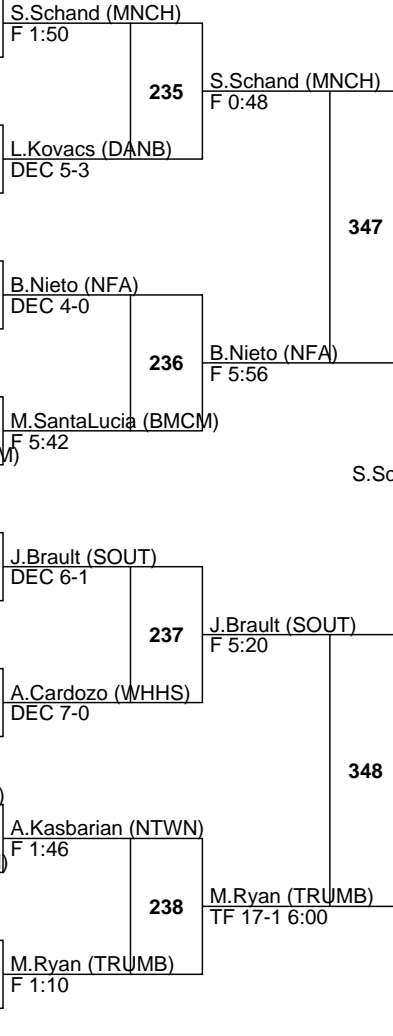 S.Schand (MNCH)
F 1:50
235
S.Schand (MNCH)
F 0:48
L.Kovacs (DANB)
DEC 5-3
347
B.Nieto (NFA)
DEC 4-0
236
B.Nieto (NFA)
F 5:56
M.SantaLucia (BMCM)
F 5:42
M)
S.Sc
J.Brault (SOUT)
DEC 6-1
237
J.Brault (SOUT)
F 5:20
A.Cardozo (WHHS)
DEC 7-0
348
)
A.Kasbarian (NTWN)
F 1:46
)
238
M.Ryan (TRUMB)
TF 17-1 6:00
M.Ryan (TRUMB)
F 1:10